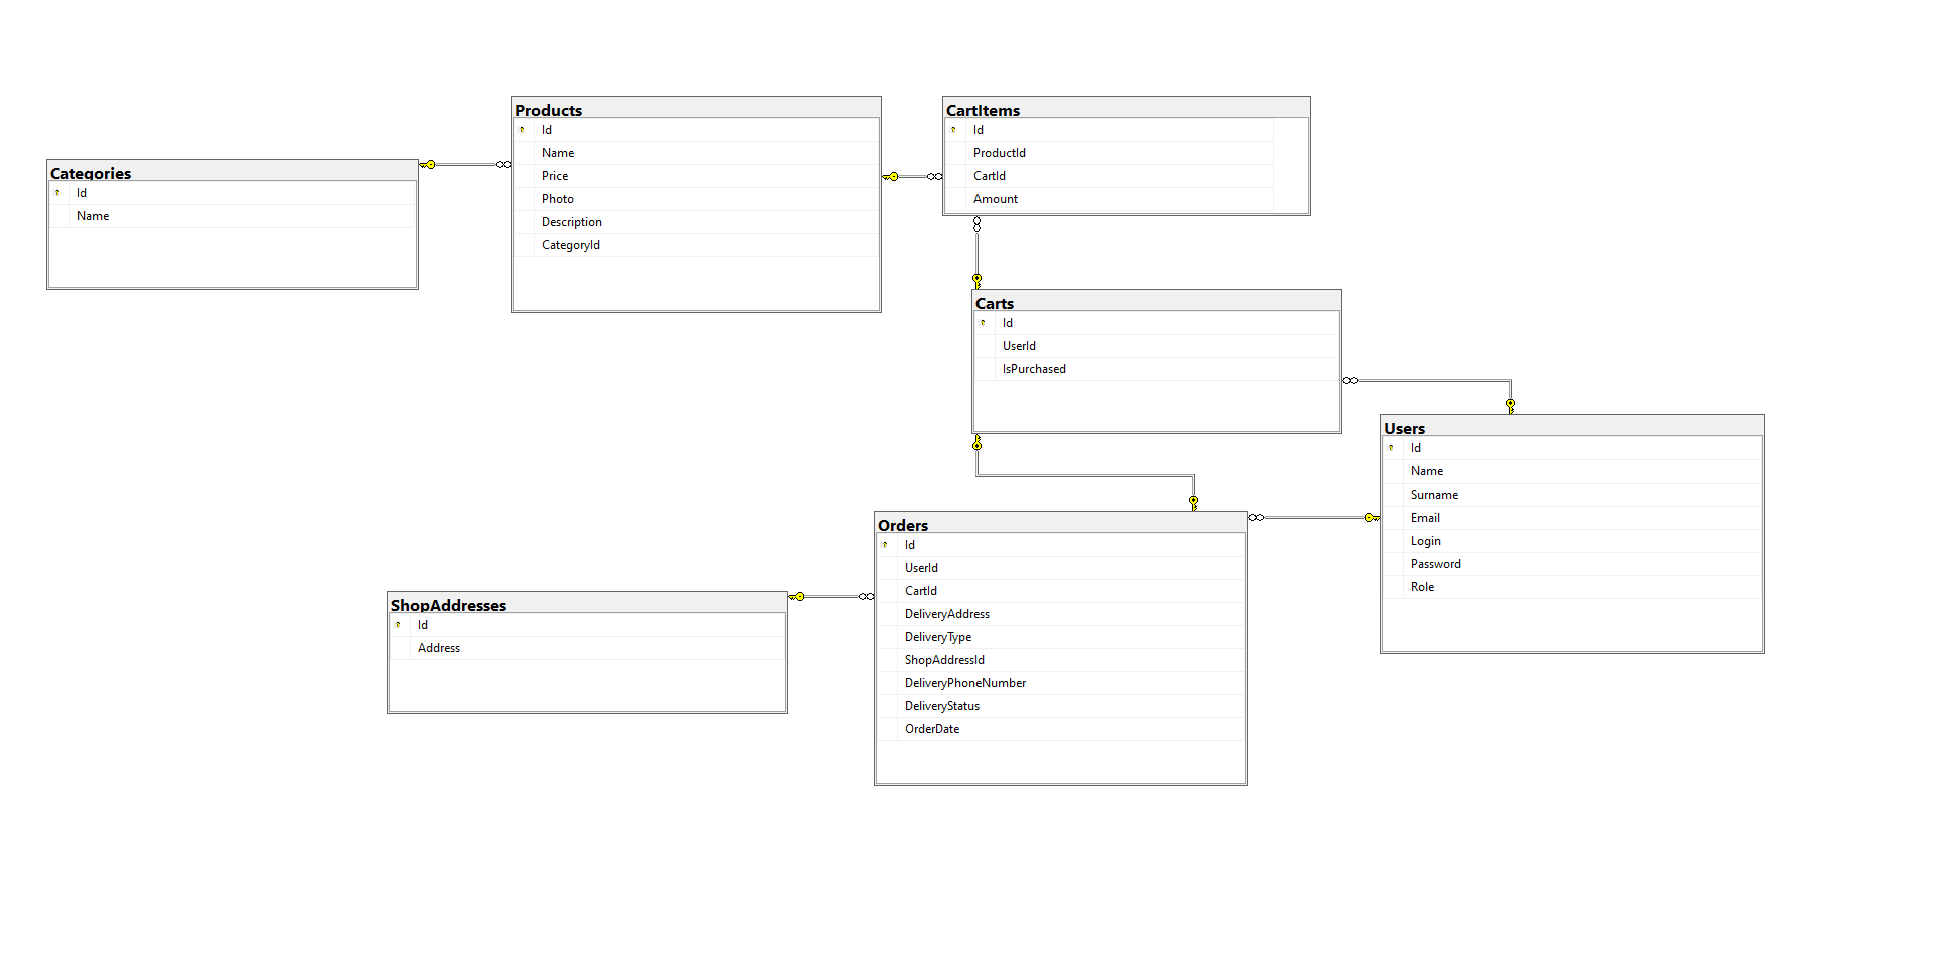 Categories
Id
Name
Products
Id
Name
Price
Photo
Description
CategoryId
CartItems
Id
ProductId
CartId
Amount
Carts
Id
UserId
IsPurchased
Users
Id
Name
Surname
Email
Login
Password
Role
Orders
Id
UserId
CartId
DeliveryAddress
DeliveryType
ShopAddressId
DeliveryPhoneNumber
DeliveryStatus
OrderDate
ShopAddresses
Id
Address